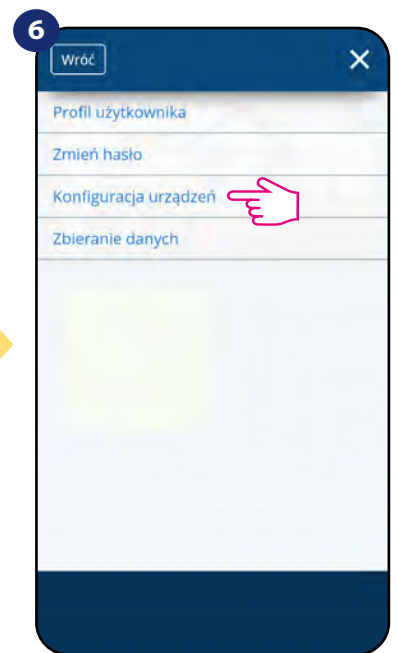 6
Wróć
Profil użytkownika
Zmień hasło
Konfiguracja urządzeń
Zbieranie danych